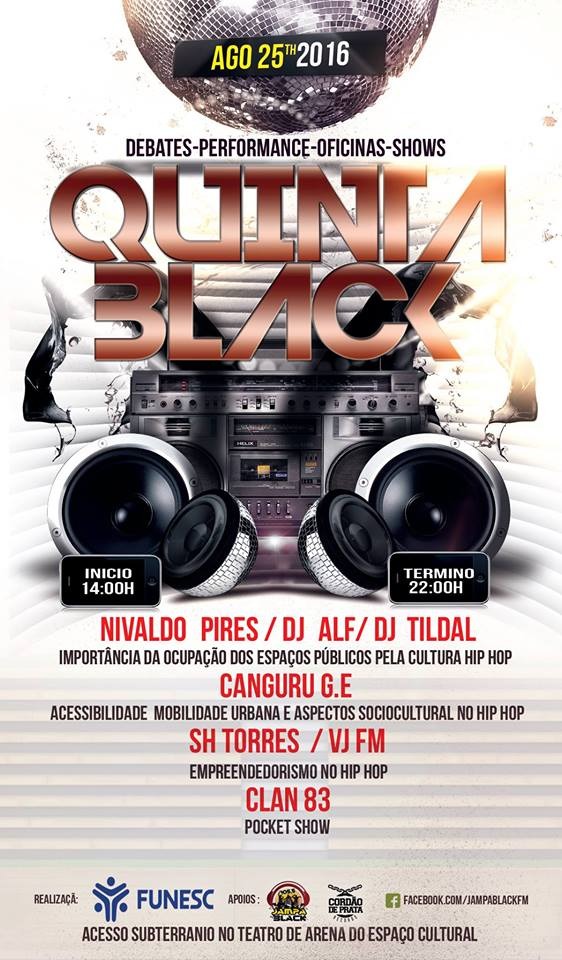 AGO 25TH 2016
DEBATES-PERFORMANCE-OFICINAS-SHOWS
QUINTA
BLACK
HELIX
INICIO
14:00H
TERMINO
22:00H
NIVALDO PIRES / DJ ALF/ DJ TILDAL
IMPORTÂNCIA DA OCUPAÇÃO DOS ESPAÇOS PÚBLICOS PELA CULTURA HIP HOP
CANGURU G.E
ACESSIBILIDADE MOBILIDADE URBANA E ASPECTOS SOCIOCULTURAL NO HIP HOP
SH TORRES / VJ FM
EMPREENDEDORISMO NO HIP HOP
CLAN 83
POCKET SHOW
REALIZAÇÃ: FUNESC APOIOS : JAMPA BLACK CORDÃO DE PRATA FACEBOOK.COM/JAMPABLACKFM
ACESSO SUBTERRANIO NO TEATRO DE ARENA DO ESPAÇO CULTURAL